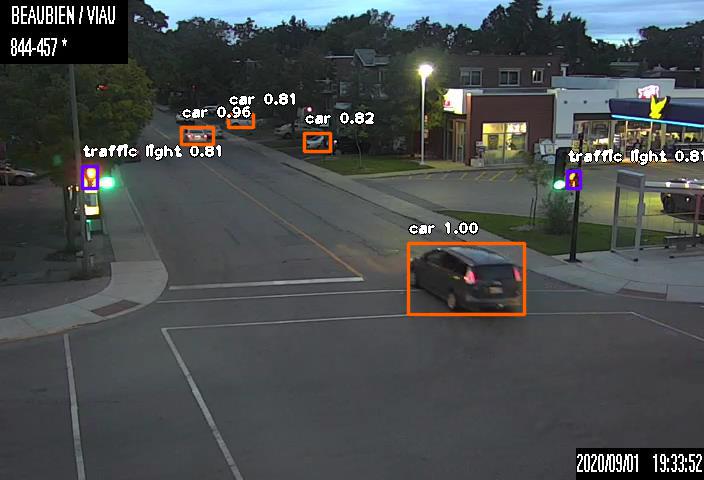 BEAUBIEN / VIAU
844-457 *
car 0.81
car 0.96
car 0.82
traffic light 0.81
traffic light 0.81
car 1.00
2020/09/01 19:33:52